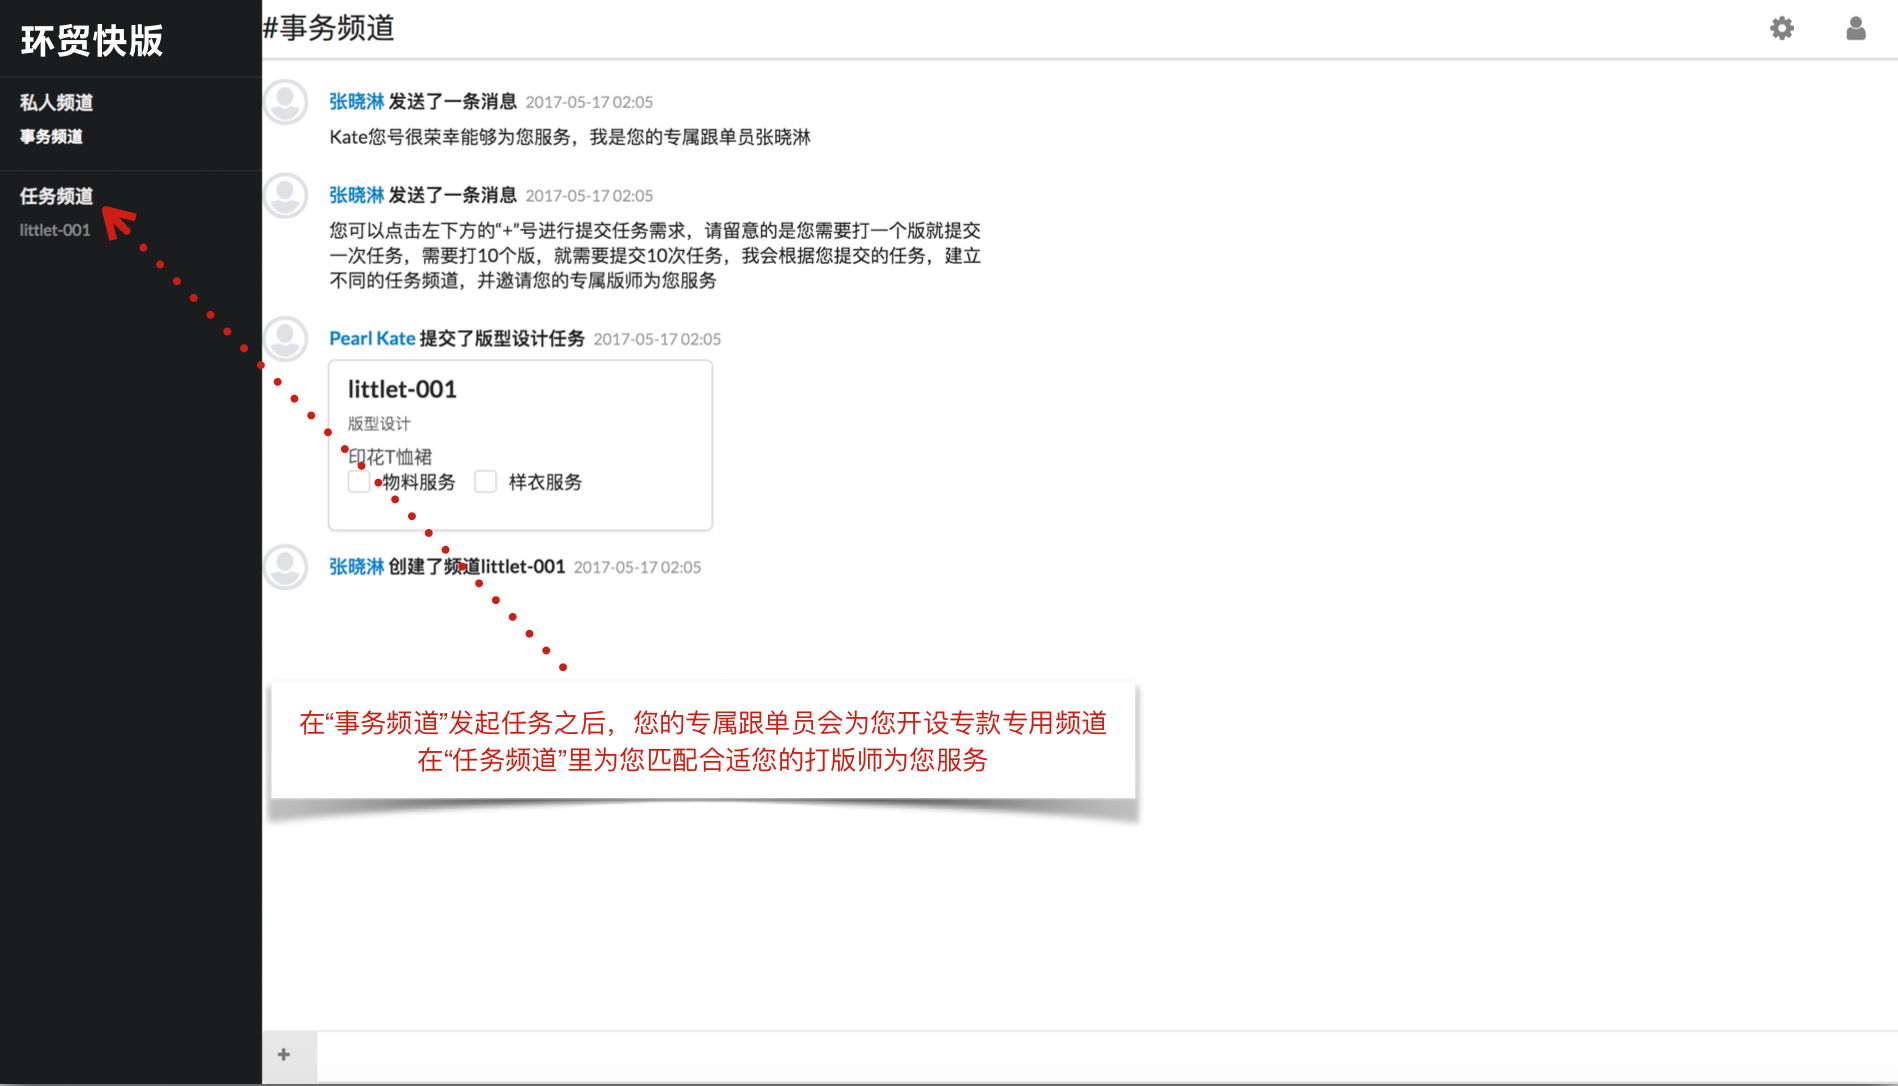 环贸快版
私人频道
事务频道
任务频道
littlet-001
#事务频道
张晓淋 发送了一条消息 2017-05-17 02:05
Kate您号很荣幸能够为您服务，我是您的专属跟单员张晓淋
张晓淋 发送了一条消息 2017-05-17 02:05
您可以点击左下方的“+”号进行提交任务需求，请留意的是您需要打一个版就提交
一次任务，需要打10个版，就需要提交10次任务，我会根据您提交的任务，建立
不同的任务频道，并邀请您的专属版师为您服务
Pearl Kate 提交了版型设计任务 2017-05-17 02:05
littlet-001
版型设计
印花T恤裙
物料服务 样衣服务
张晓淋 创建了频道littlet-001 2017-05-17 02:05
在“事务频道”发起任务之后，您的专属跟单员会为您开设专款专用频道
在“任务频道”里为您匹配合适您的打版师为您服务
+